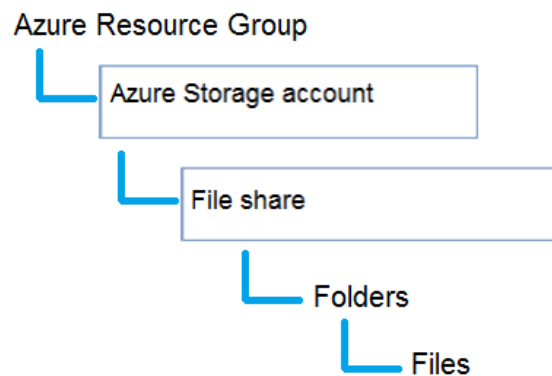 Azure Resource Group
Azure Storage account
File share
Folders
Files